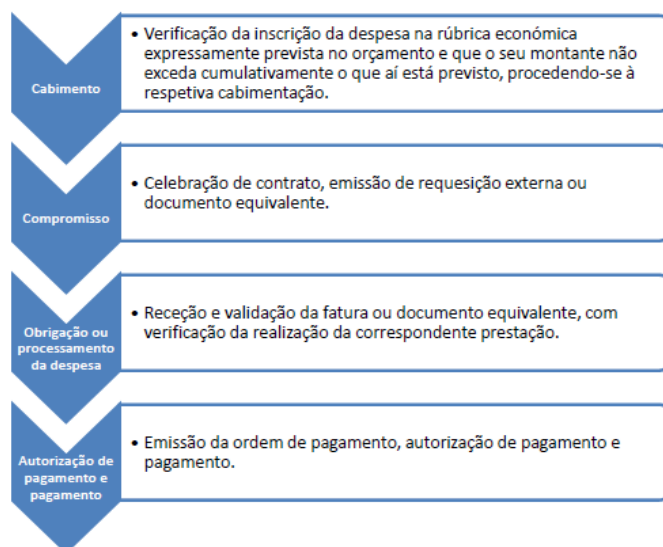 Cabimento
• Verificação da inscrição da despesa na rúbrica económica
expressamente prevista no orçamento e que o seu montante não
exceda cumulativamente o que aí está previsto, procedendo-se à
respetiva cabimentação.
Compromisso
• Celebração de contrato, emissão de requesição externa ou
documento equivalente.
Obrigação ou
processamento
da despesa
• Receção e validação da fatura ou documento equivalente, com
verificação da realização da correspondente prestação.
Autorização de
pagamento e
pagamento
• Emissão da ordem de pagamento, autorização de pagamento e
pagamento.